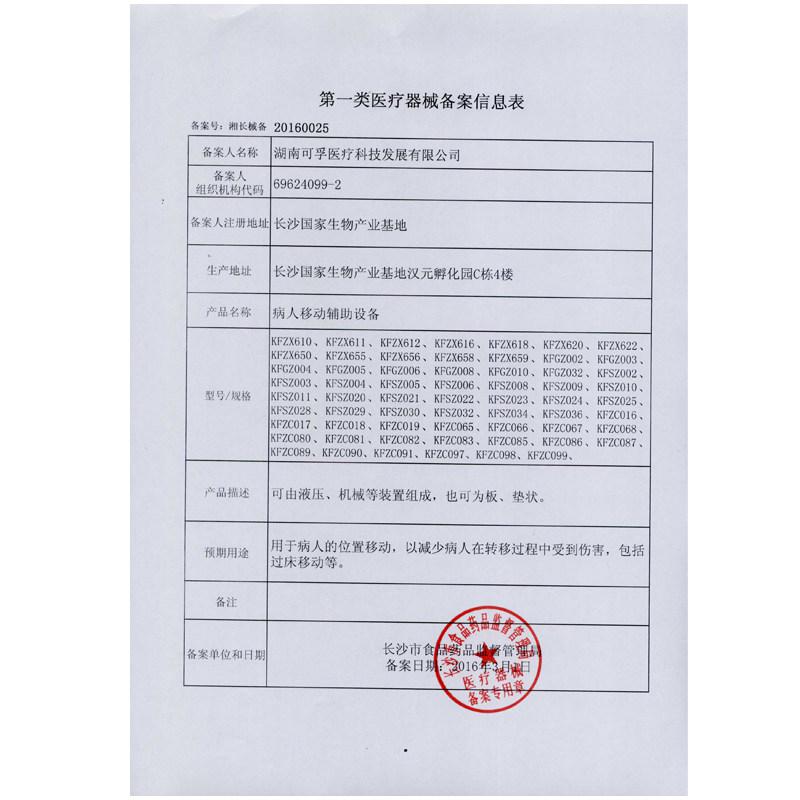 第一类医疗器械备案信息表
备案号：湘长械备 20160025
备案人名称 湖南可孚医疗科技发展有限公司
备案人
组织机构代码 69624099-2
备案人注册地址 长沙国家生物产业基地
生产地址 长沙国家生物产业基地汉元孵化园C栋4楼
产品名称 病人移动辅助设备
型号/规格
KFZX610、KFZX611、KFZX612、KFZX616、KFZX618、KFZX620、KFZX622、
KFZX650、KFZX655、KFZX656、KFZX658、KFZX659、KFGZ002、KFGZ003、
KFGZ004、KFGZ005、KFGZ006、KFGZ008、KFGZ010、KFGZ032、KFSZ002、
KFSZ003、KFSZ004、KFSZ005、KFSZ006、KFSZ008、KFSZ009、KFSZ010、
KFSZ011、KFSZ020、KFSZ021、KFSZ022、KFSZ023、KFSZ024、KFSZ025、
KFSZ028、KFSZ029、KFSZ030、KFSZ032、KFSZ034、KFSZ036、KFZC016、
KFZC017、KFZC018、KFZC019、KFZC065、KFZC066、KFZC067、KFZC068、
KFZC080、KFZC081、KFZC082、KFZC083、KFZC085、KFZC086、KFZC087、
KFZC089、KFZC090、KFZC091、KFZC097、KFZC098、KFZC099、
产品描述 可由液压、机械等装置组成，也可为板、垫状。
预期用途
用于病人的位置移动，以减少病人在转移过程中受到伤害，包括
过床移动等。
备注
备案单位和日期
长沙市食品药品监督管理局
备案日期：2016年3月1日
长沙市食品药品监督管理局
医疗器械
备案专用章